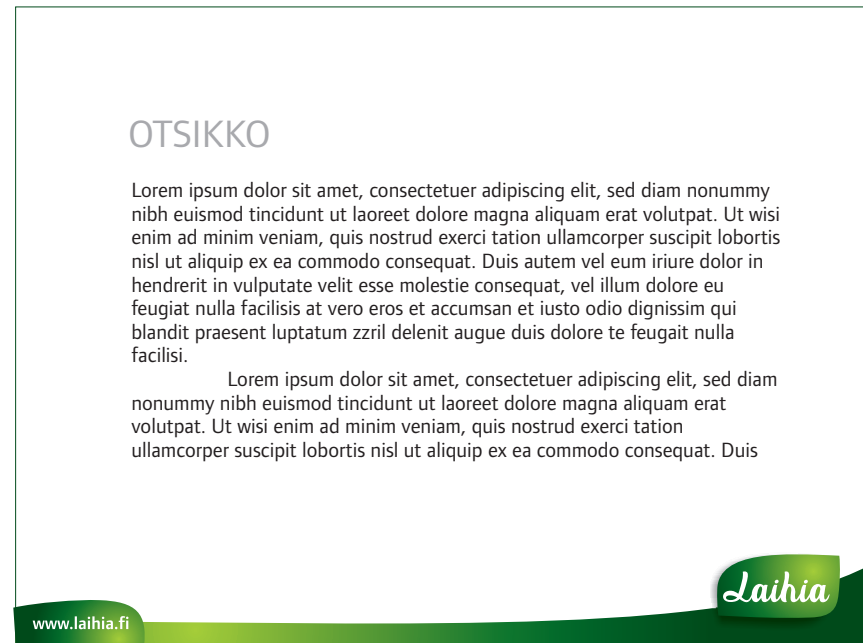 OTSIKKO
Lorem ipsum dolor sit amet, consectetuer adipiscing elit, sed diam nonummy
nibh euismod tincidunt ut laoreet dolore magna aliquam erat volutpat. Ut wisi
enim ad minim veniam, quis nostrud exerci tation ullamcorper suscipit lobortis
nisl ut aliquip ex ea commodo consequat. Duis autem vel eum iriure dolor in
hendrerit in vulputate velit esse molestie consequat, vel illum dolore eu
feugiat nulla facilisis at vero eros et accumsan et iusto odio dignissim qui
blandit praesent luptatum zzril delenit augue duis dolore te feugait nulla
facilisi.
Lorem ipsum dolor sit amet, consectetuer adipiscing elit, sed diam
nonummy nibh euismod tincidunt ut laoreet dolore magna aliquam erat
volutpat. Ut wisi enim ad minim veniam, quis nostrud exerci tation
ullamcorper suscipit lobortis nisl ut aliquip ex ea commodo consequat. Duis
Laihia
www.laihia.fi